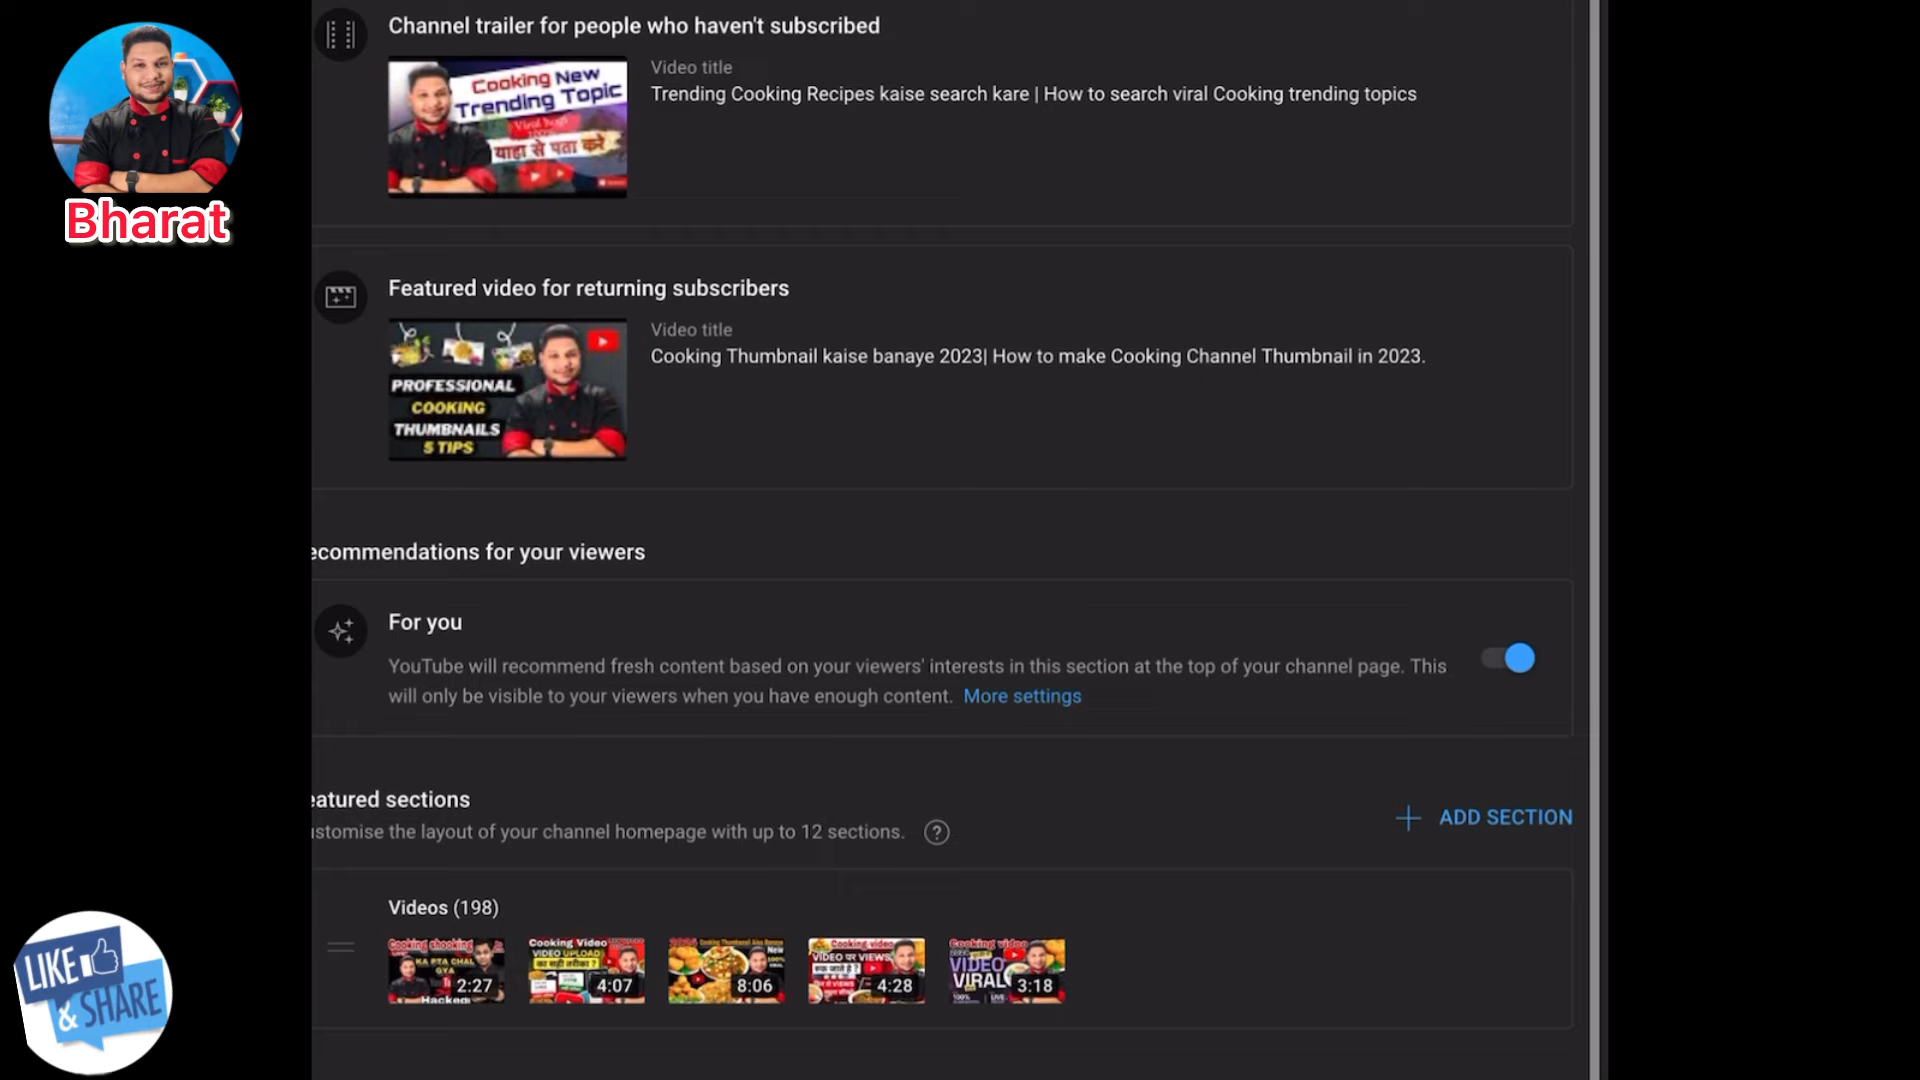 Bharat
Channel trailer for people who haven't subscribed
Cooking New
Trending Topic
याहा से पता करे
Video title
Trending Cooking Recipes kaise search kare | How to search viral Cooking trending topics
Featured video for returning subscribers
PROFESSIONAL
COOKING
THUMBNAILS
5 TIPS
Video title
Cooking Thumbnail kaise banaye 2023| How to make Cooking Channel Thumbnail in 2023.
ecommendations for your viewers
For you
YouTube will recommend fresh content based on your viewers' interests in this section at the top of your channel page. This
will only be visible to your viewers when you have enough content. More settings
eatured sections
ustomise the layout of your channel homepage with up to 12 sections. ?
+ ADD SECTION
Videos (198)
Cooking shooking
KA PTA CHAL
GYA
Hacked
2:27
Cooking Video
VIDEO UPLOAD
का सही तरीका ?
4:07
New
8:06
Cooking video
VIDEO पर VIEWS
रुक जाते है ?
4:28
Cooking video
VIDEO
VIRAL
100%
LIVE
3:18
LIKE
& SHARE